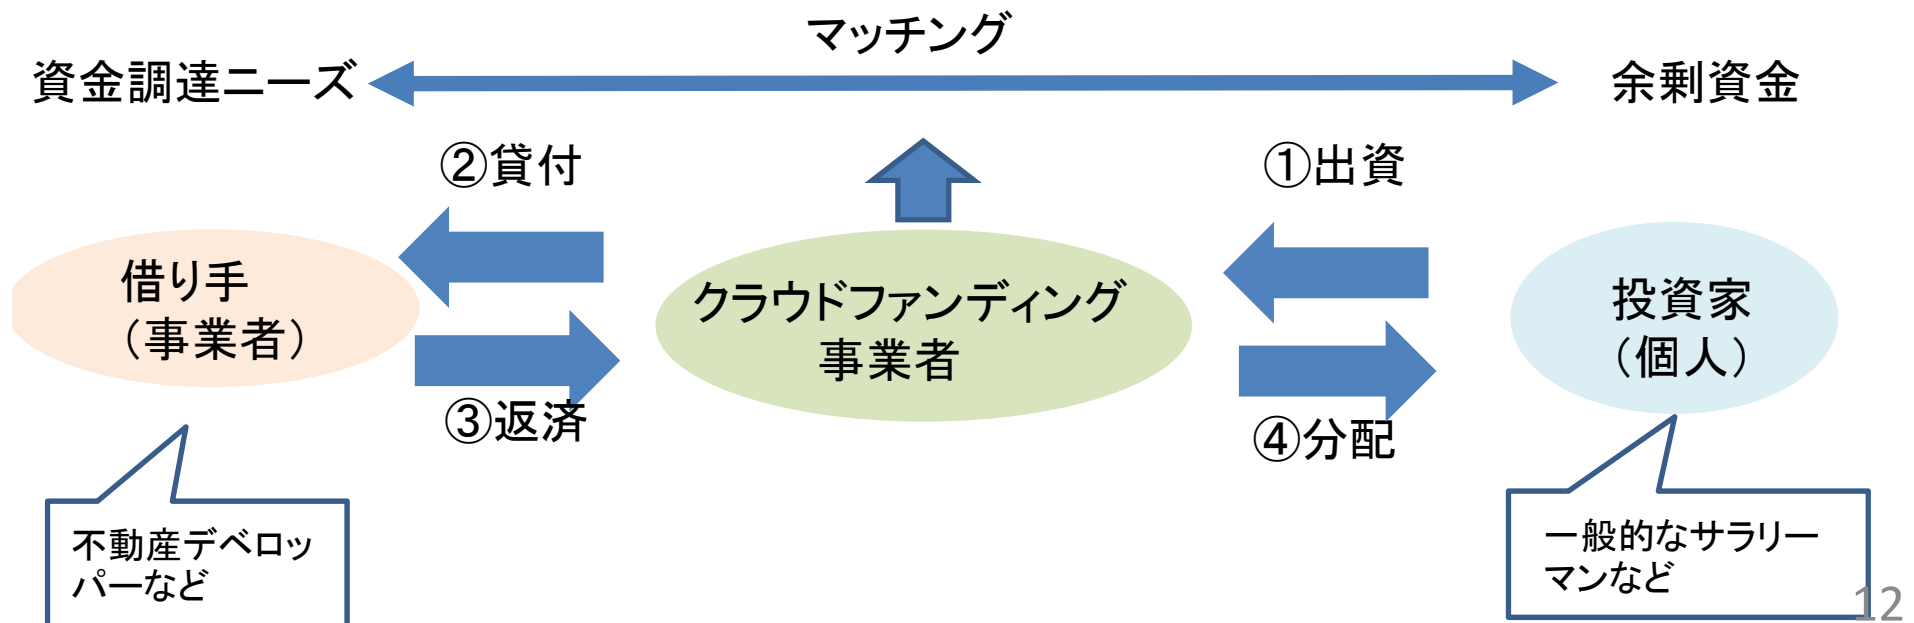 マッチング
資金調達ニーズ
余剰資金
②貸付
①出資
借り手
（事業者）
クラウドファンディング
事業者
投資家
（個人）
③返済
④分配
不動産デベロッ
パーなど
一般的なサラリー
マンなど
12